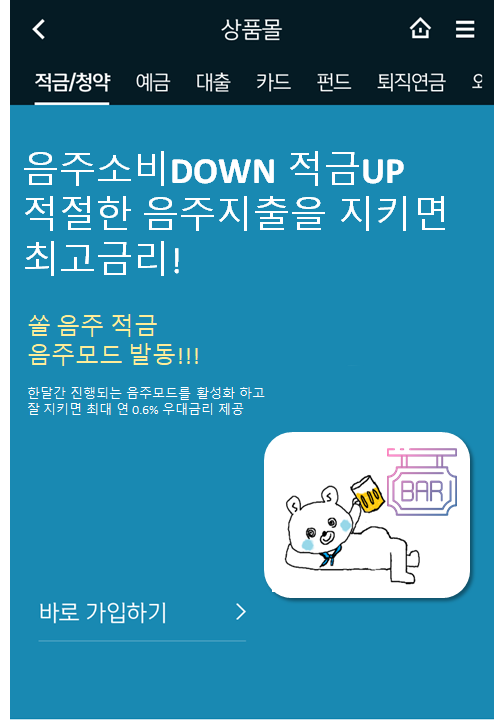 상품몰
적금/청약 예금 대출 카드 펀드 퇴직연금
음주소비DOWN 적금UP
적절한 음주지출을 지키면
최고금리!
쏠 음주 적금
음주모드 발동!!!
한달간 진행되는 음주모드를 활성화 하고
잘 지키면 최대 연 0.6% 우대금리 제공
BAR
바로 가입하기